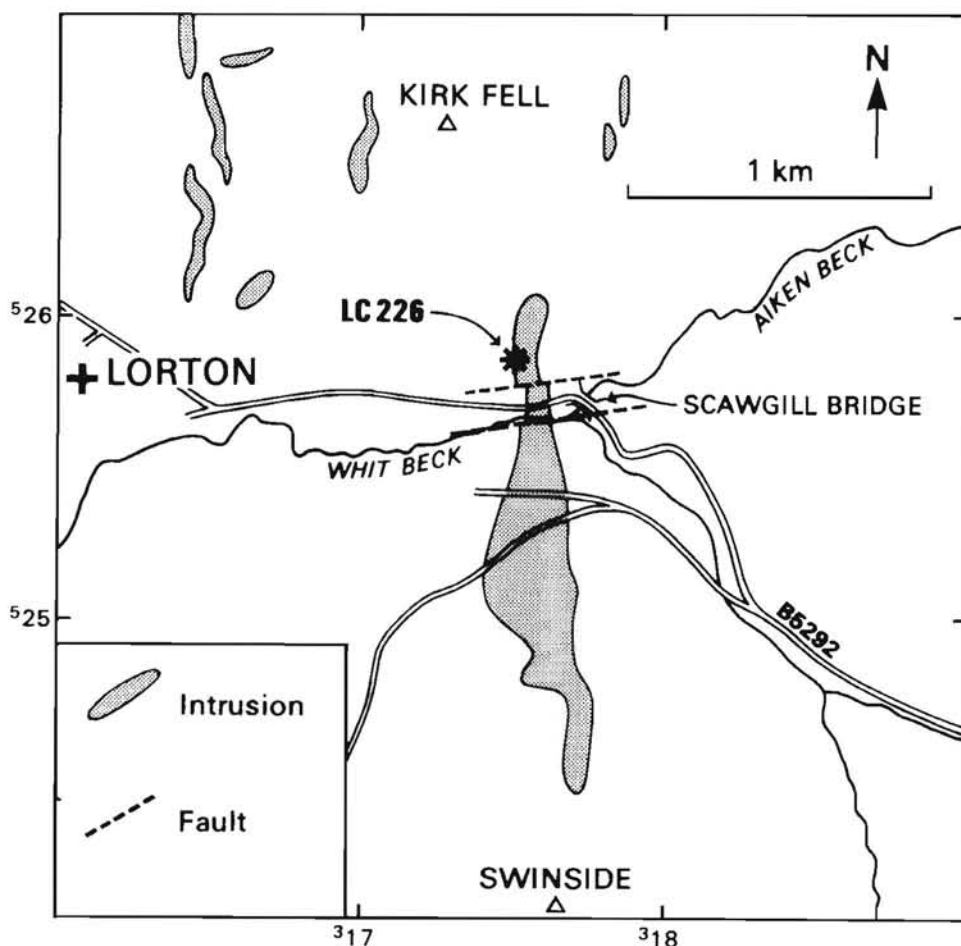 KIRK FELL
N
1 km
AIKEN BECK
⁵26
LC 226
LORTON
SCAWGILL BRIDGE
WHIT BECK
⁵25
B5292
Intrusion
Fault
SWINSIDE
³17
³18